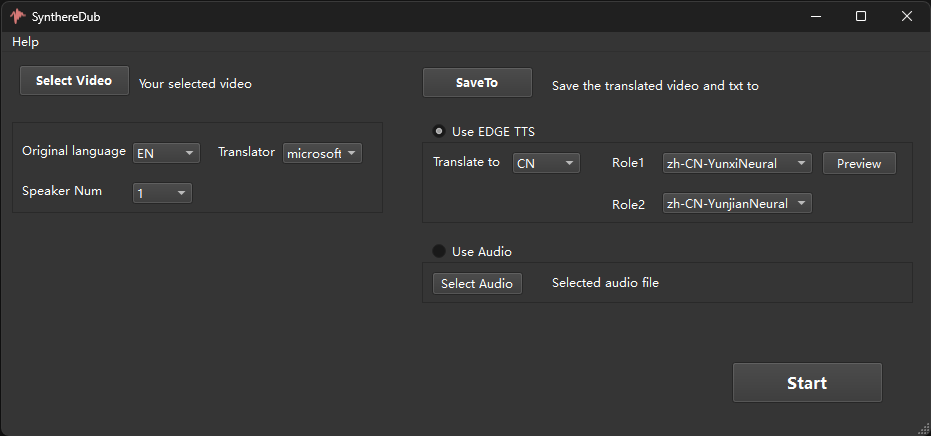 SynthereDub
Help
Select Video Your selected video
SaveTo Save the translated video and txt to
Original language EN Translator microsoft
Speaker Num 1
Use EDGE TTS
Translate to CN Role1 zh-CN-YunxiNeural Preview
Role2 zh-CN-YunjianNeural
Use Audio
Select Audio Selected audio file
Start